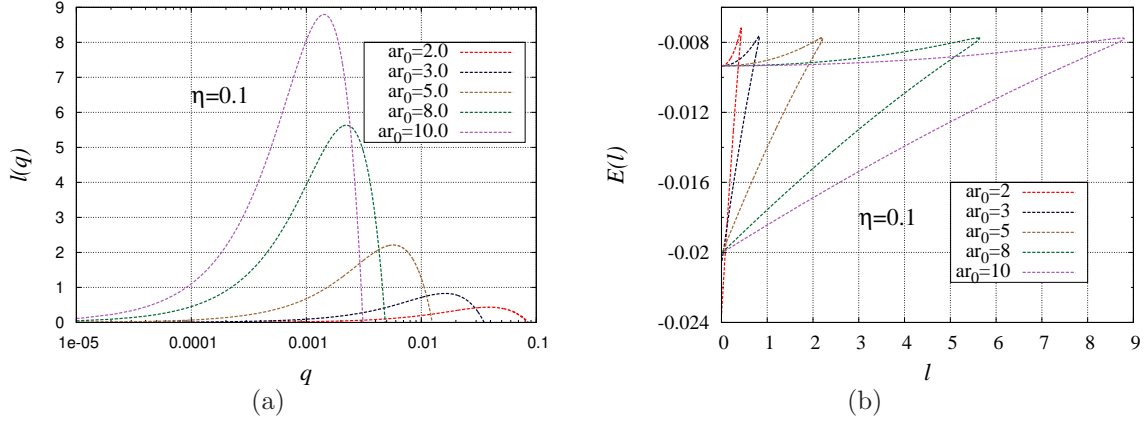 9
8
7
6
5
4
3
2
1
0
l(q)
1e-05 0.0001 0.001 0.01 0.1
q
η=0.1
ar0=2.0
ar0=3.0
ar0=5.0
ar0=8.0
ar0=10.0
(a)
-0.008
-0.012
-0.016
-0.02
-0.024
E(l)
0 1 2 3 4 5 6 7 8 9
l
η=0.1
ar0=2
ar0=3
ar0=5
ar0=8
ar0=10
(b)